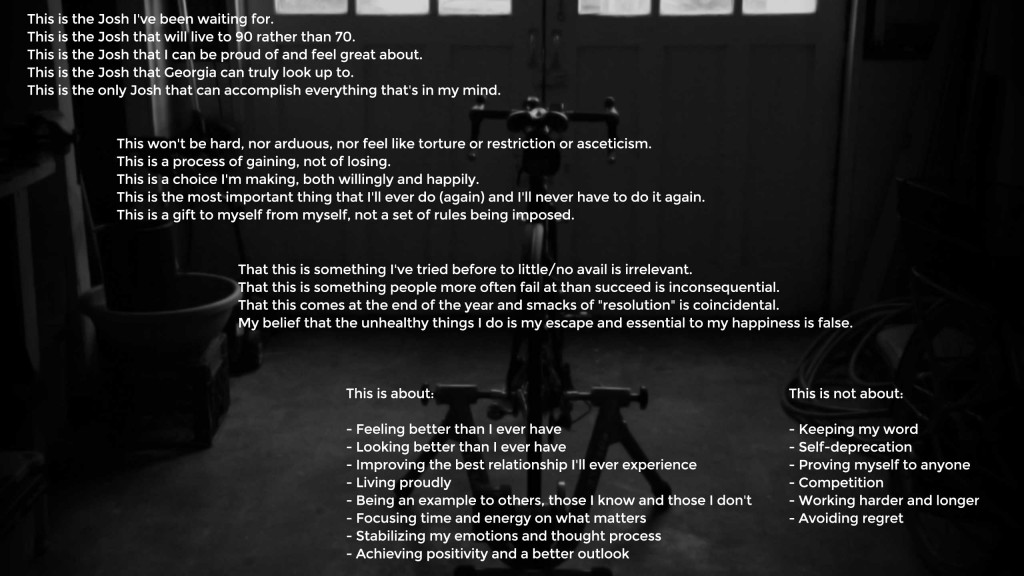 This is the Josh I've been waiting for.
This is the Josh that will live to 90 rather than 70.
This is the Josh that I can be proud of and feel great about.
This is the Josh that Georgia can truly look up to.
This is the only Josh that can accomplish everything that's in my mind.
This won't be hard, nor arduous, nor feel like torture or restriction or asceticism.
This is a process of gaining, not of losing.
This is a choice I'm making, both willingly and happily.
This is the most important thing that I'll ever do (again) and I'll never have to do it again.
This is a gift to myself from myself, not a set of rules being imposed.
That this is something I've tried before to little/no avail is irrelevant.
That this is something people more often fail at than succeed is inconsequential.
That this comes at the end of the year and smacks of "resolution" is coincidental.
My belief that the unhealthy things I do is my escape and essential to my happiness is false.
This is about:
- Feeling better than I ever have
- Looking better than I ever have
- Improving the best relationship I'll ever experience
- Living proudly
- Being an example to others, those I know and those I don't
- Focusing time and energy on what matters
- Stabilizing my emotions and thought process
- Achieving positivity and a better outlook
This is not about:
- Keeping my word
- Self-deprecation
- Proving myself to anyone
- Competition
- Working harder and longer
- Avoiding regret